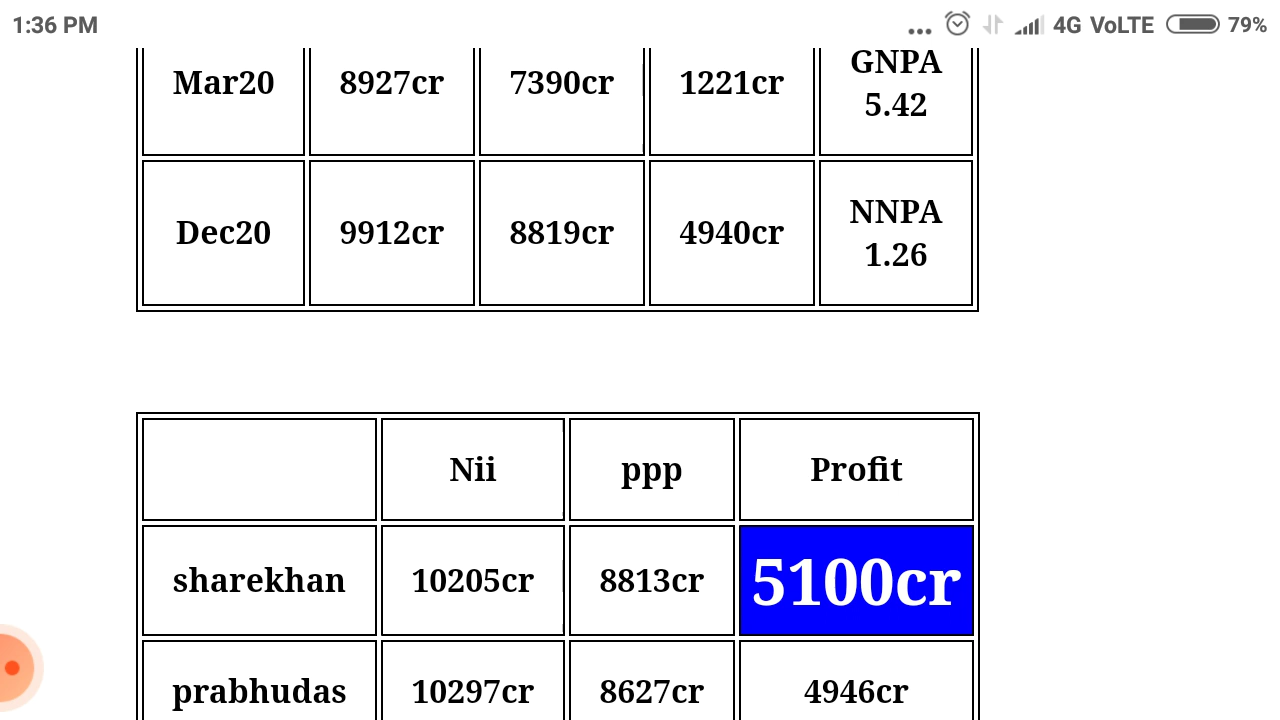 1:36 PM ... 4G VoLTE 79%
Mar20 8927cr 7390cr 1221cr GNPA 5.42
Dec20 9912cr 8819cr 4940cr NNPA 1.26
Nii ppp Profit
sharekhan 10205cr 8813cr 5100cr
prabhudas 10297cr 8627cr 4946cr